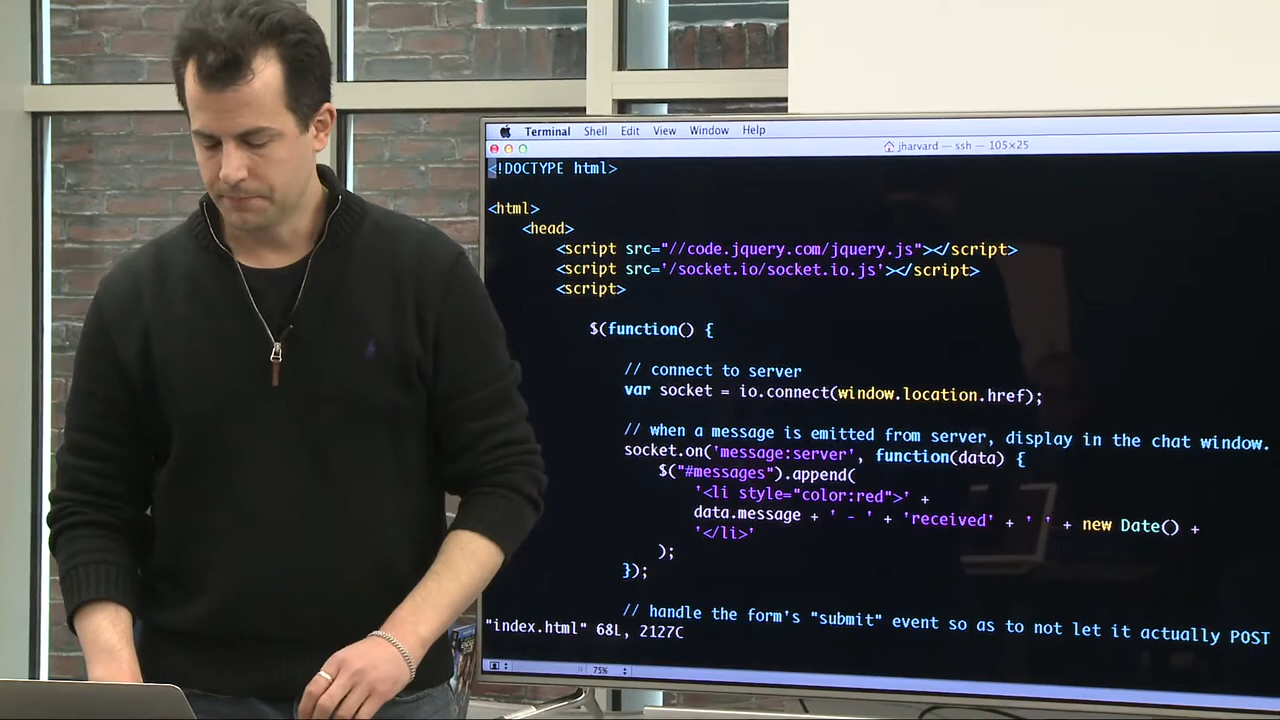 Terminal Shell Edit View Window Help
jharvard — ssh — 105×25
<!DOCTYPE html>
<html>
<head>
<script src="//code.jquery.com/jquery.js"></script>
<script src='/socket.io/socket.io.js'></script>
<script>
$(function() {
// connect to server
var socket = io.connect(window.location.href);
// when a message is emitted from server, display in the chat window.
socket.on('message:server', function(data) {
$("#messages").append(
'<li style="color:red">' +
data.message + ' - ' + 'received' + ' ' + new Date() +
'</li>'
);
});
// handle the form's "submit" event so as to not let it actually POST
"index.html" 68L, 2127C
75%